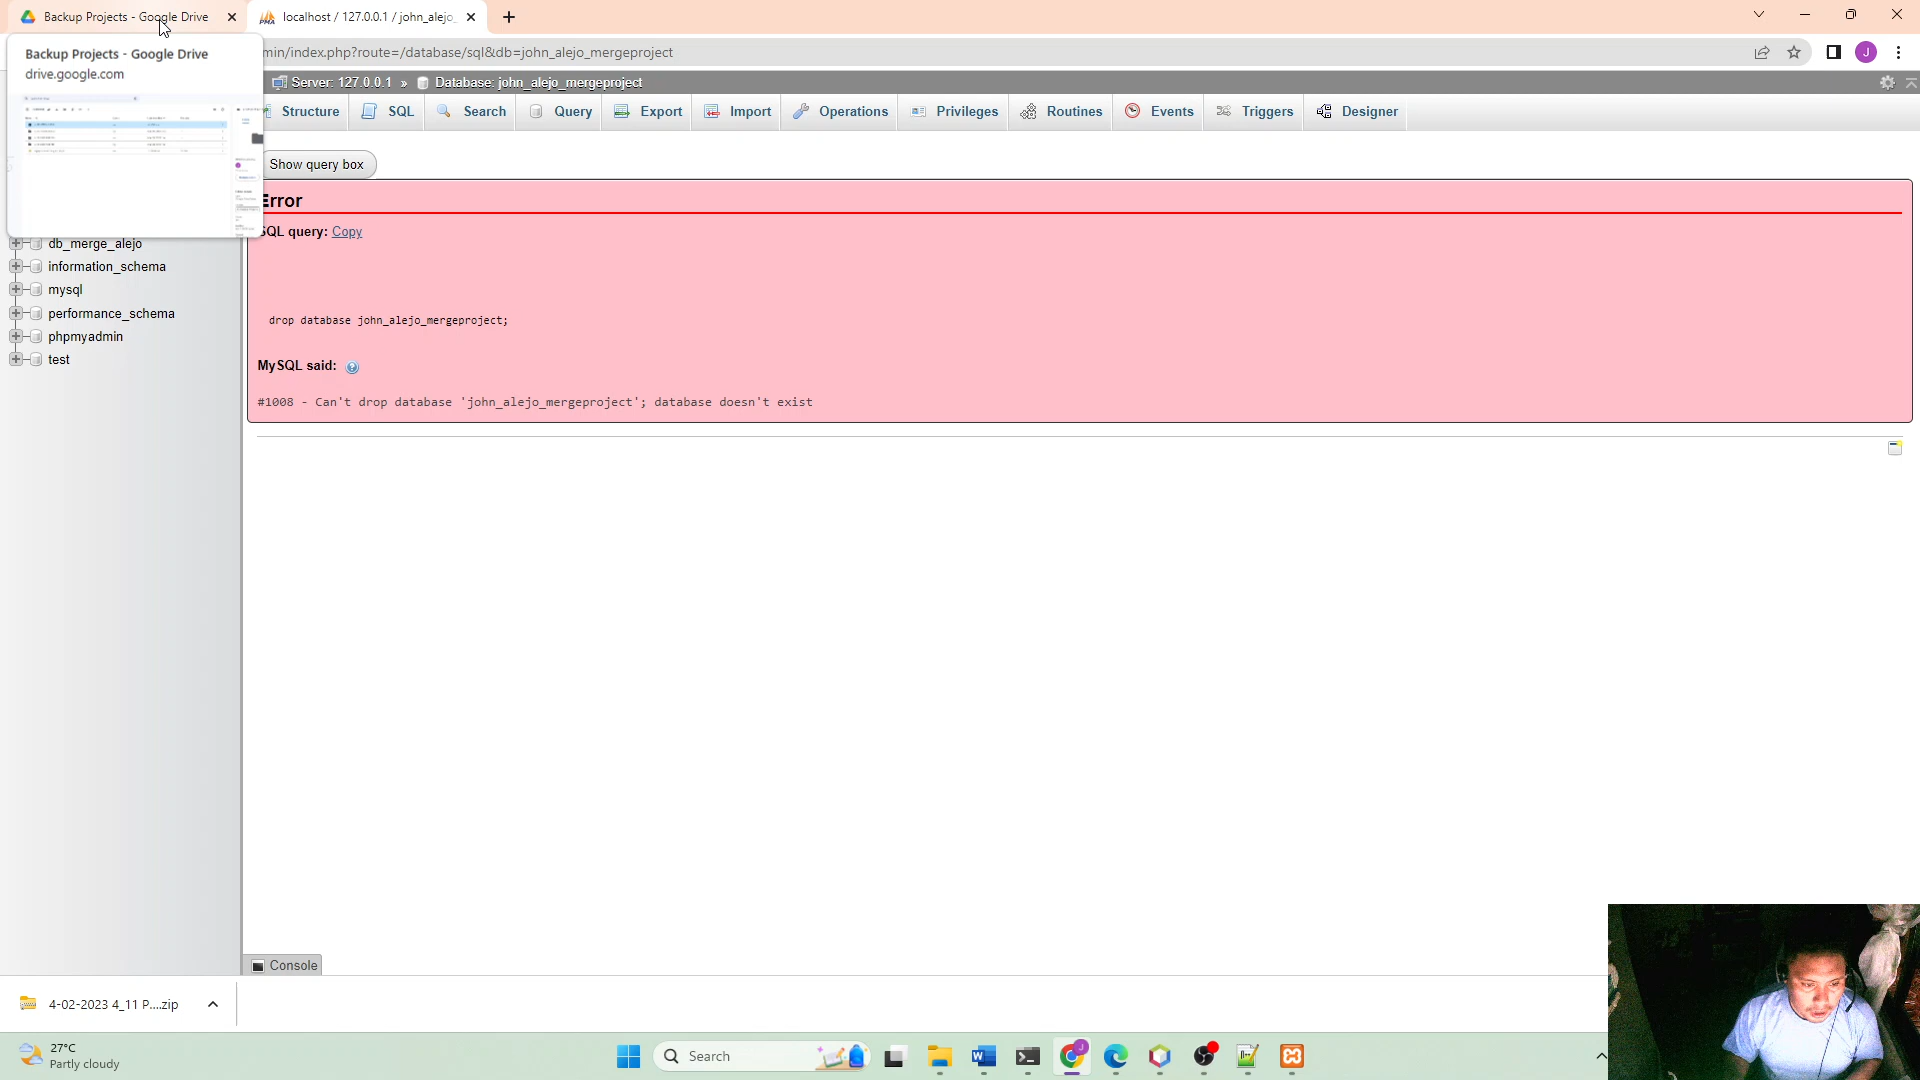 Backup Projects - Google Drive
localhost / 127.0.0.1 / john_alejo_
Backup Projects - Google Drive
drive.google.com
min/index.php?route=/database/sql&db=john_alejo_mergeproject
J
Server: 127.0.0.1 » Database: john_alejo_mergeproject
Structure SQL Search Query Export Import Operations Privileges Routines Events Triggers Designer
Show query box
Error
SQL query: Copy
drop database john_alejo_mergeproject;
MySQL said:
#1008 - Can't drop database 'john_alejo_mergeproject'; database doesn't exist
db_merge_alejo
information_schema
mysql
performance_schema
phpmyadmin
test
Console
4-02-2023 4_11 P....zip
27°C
Partly cloudy
Search